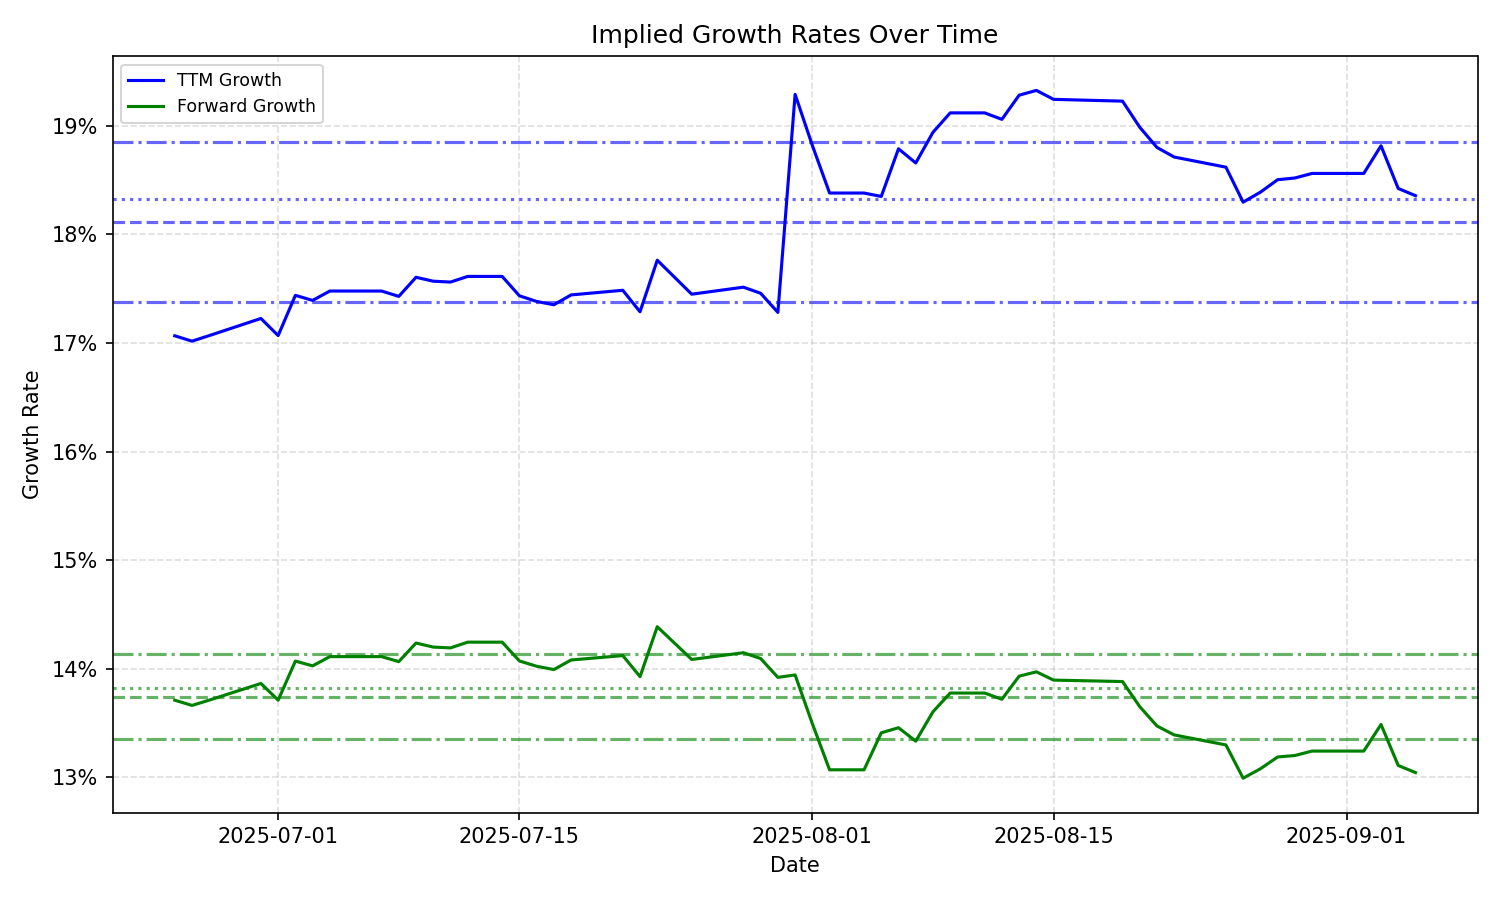 Implied Growth Rates Over Time
TTM Growth
Forward Growth
19%
18%
17%
16%
15%
14%
13%
Growth Rate
2025-07-01
2025-07-15
2025-08-01
2025-08-15
2025-09-01
Date